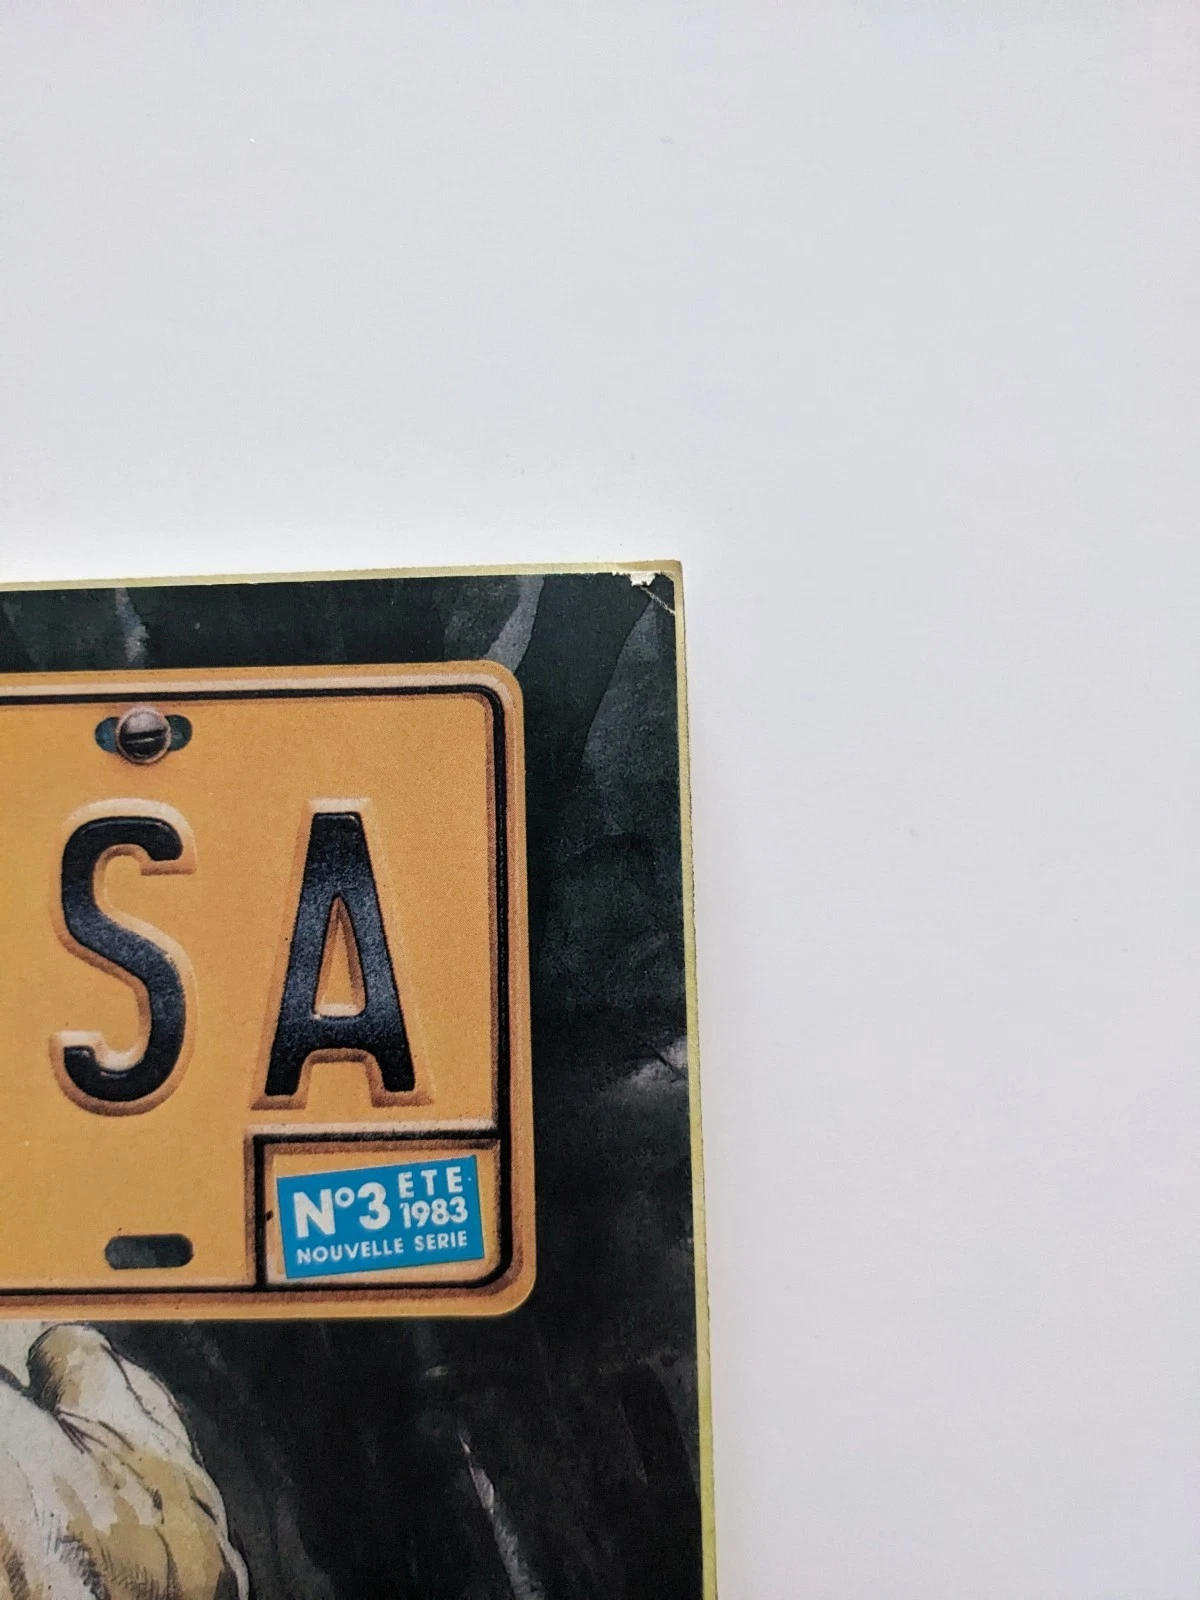 SA
N°3 ETE
1983
NOUVELLE SERIE